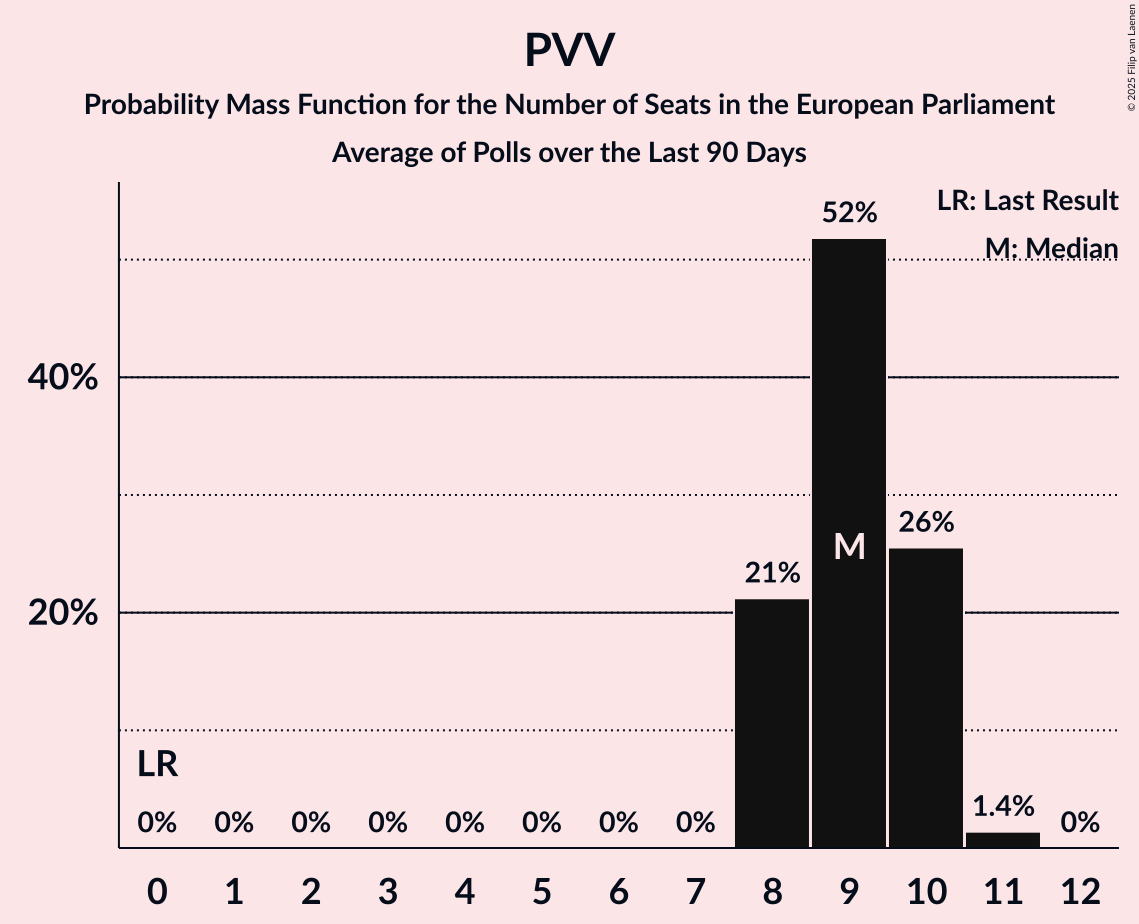 PVV
Probability Mass Function for the Number of Seats in the European Parliament
Average of Polls over the Last 90 Days
© 2025 Filip van Laenen
LR: Last Result
M: Median
52%
40%
26%
M
21%
20%
LR
1.4%
0% 0% 0% 0% 0% 0% 0% 0% 0%
0 1 2 3 4 5 6 7 8 9 10 11 12